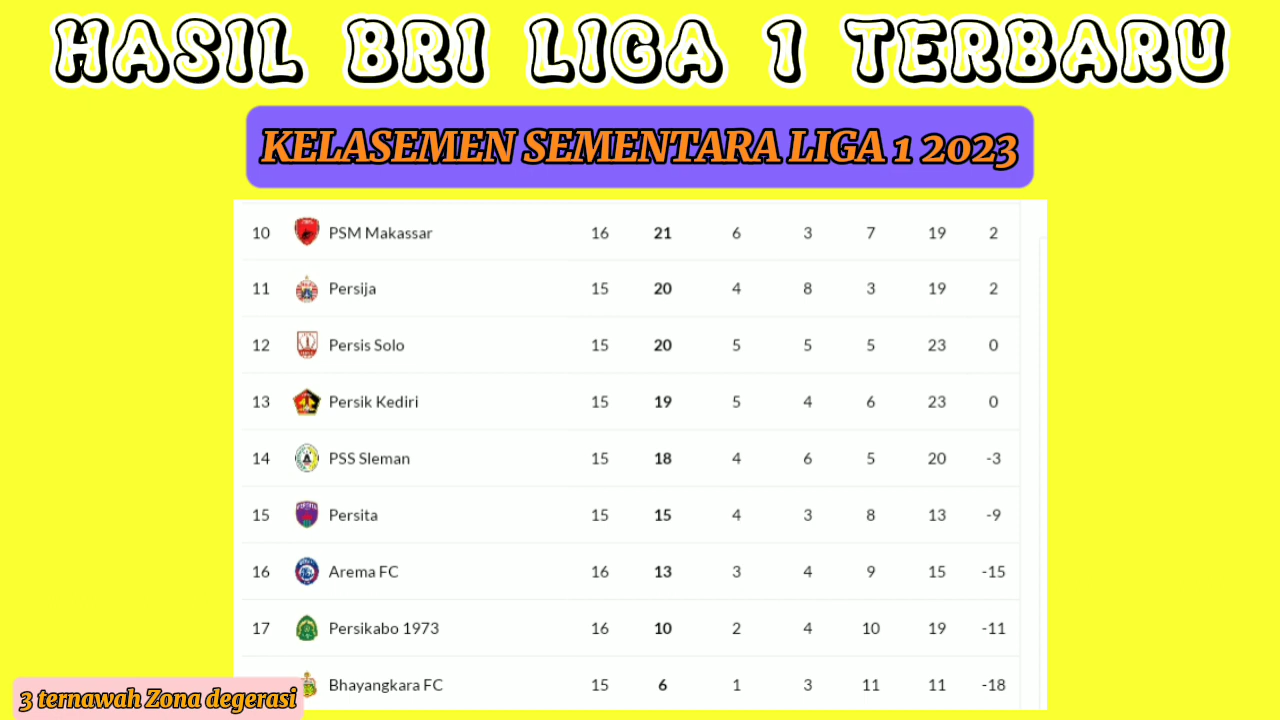 HASIL BRI LIGA 1 TERBARU
KELASEMEN SEMENTARA LIGA 1 2023
10 PSM Makassar 16 21 6 3 7 19 2
11 Persija 15 20 4 8 3 19 2
12 Persis Solo 15 20 5 5 5 23 0
13 Persik Kediri 15 19 5 4 6 23 0
14 PSS Sleman 15 18 4 6 5 20 -3
15 Persita 15 15 4 3 8 13 -9
16 Arema FC 16 13 3 4 9 15 -15
17 Persikabo 1973 16 10 2 4 10 19 -11
Bhayangkara FC 15 6 1 3 11 11 -18
3 ternawah Zona degerasi